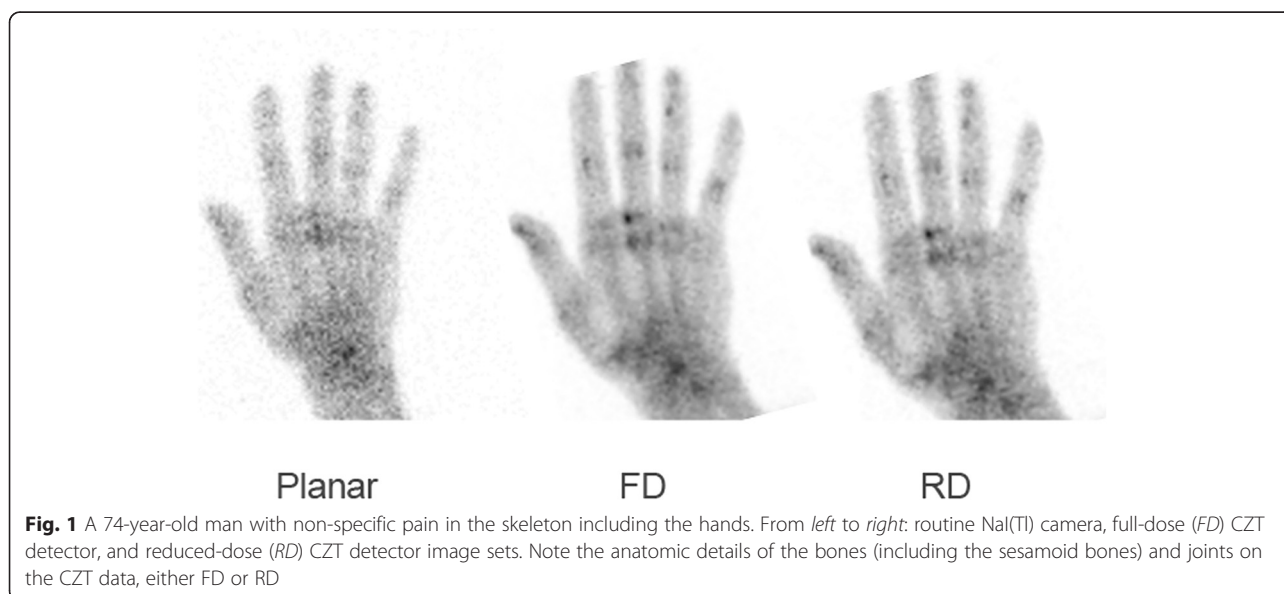 Planar FD RD
Fig. 1 A 74-year-old man with non-specific pain in the skeleton including the hands. From left to right: routine NaI(Tl) camera, full-dose (FD) CZT
detector, and reduced-dose (RD) CZT detector image sets. Note the anatomic details of the bones (including the sesamoid bones) and joints on
the CZT data, either FD or RD